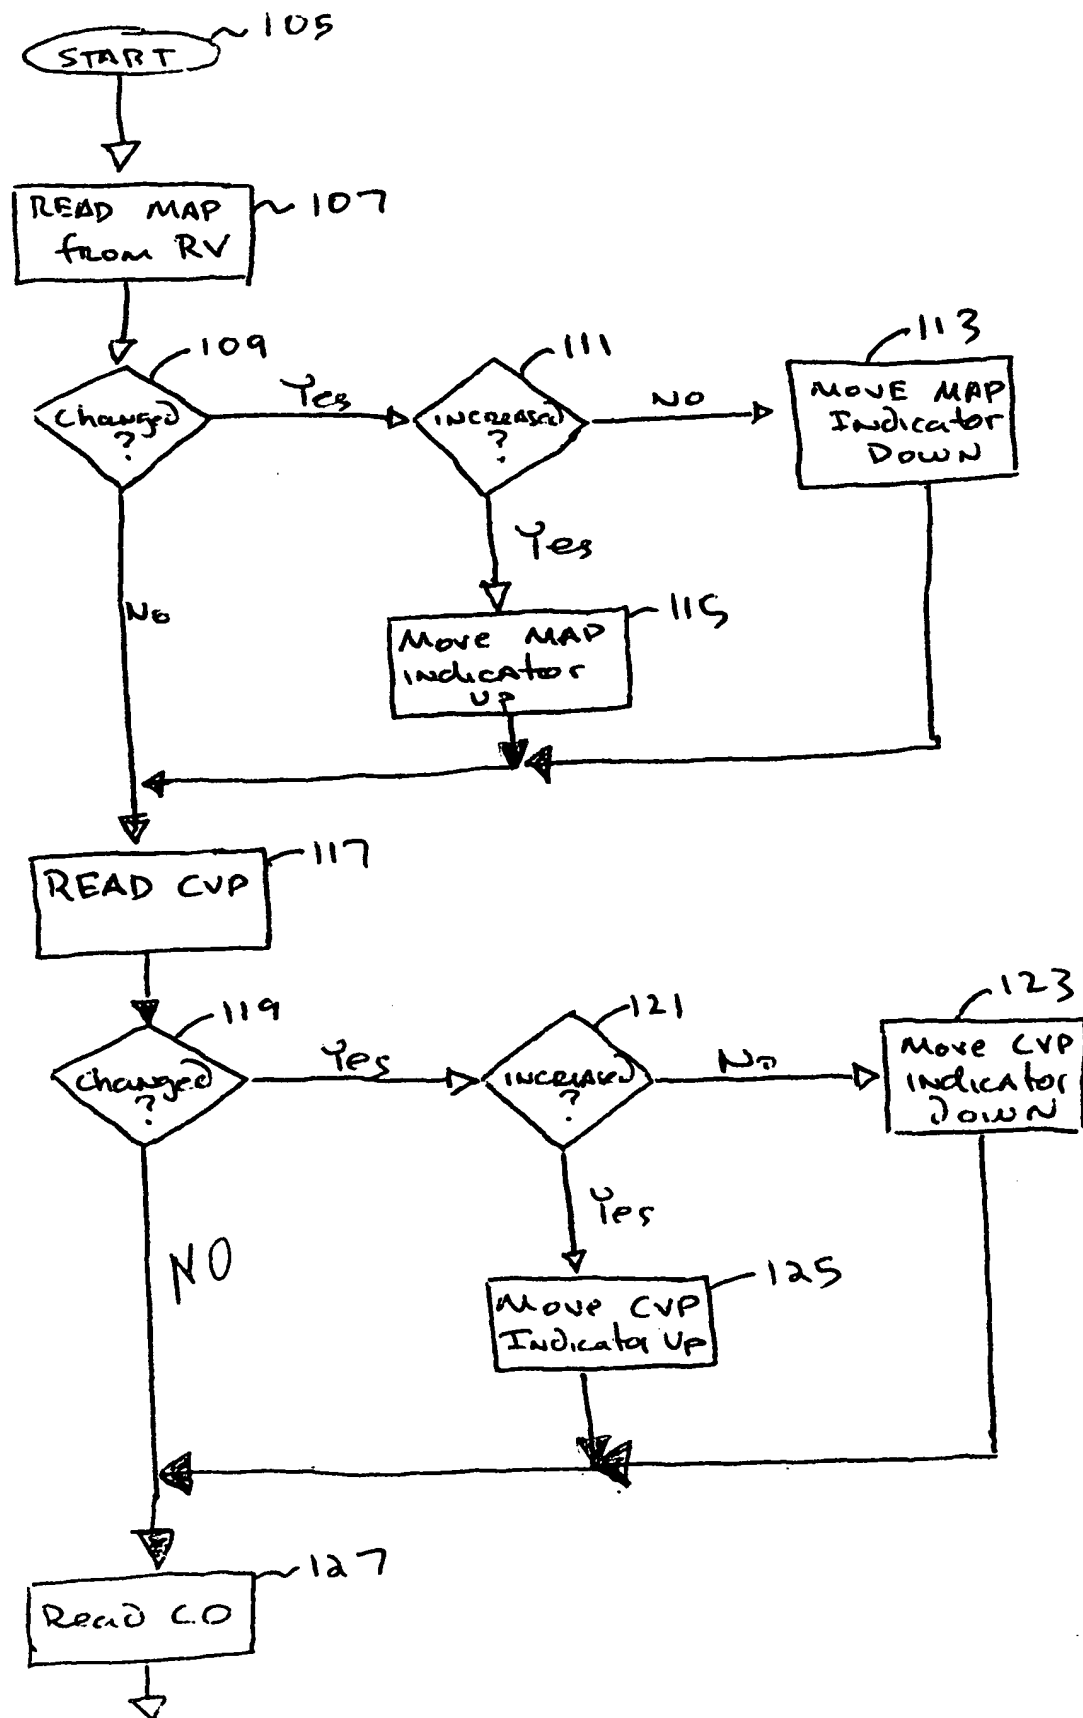 105
START
READ MAP
from RV
107
109
Changed
?
Yes
111
INCREASED
?
NO
113
MOVE MAP
Indicator
DOWN
Yes
No
115
Move MAP
indicator
UP
117
READ CVP
119
Changed
?
Yes
121
INCREASED
?
No
123
Move CVP
indicator
DOWN
Yes
NO
125
Move CVP
Indicator Up
127
Read C.O